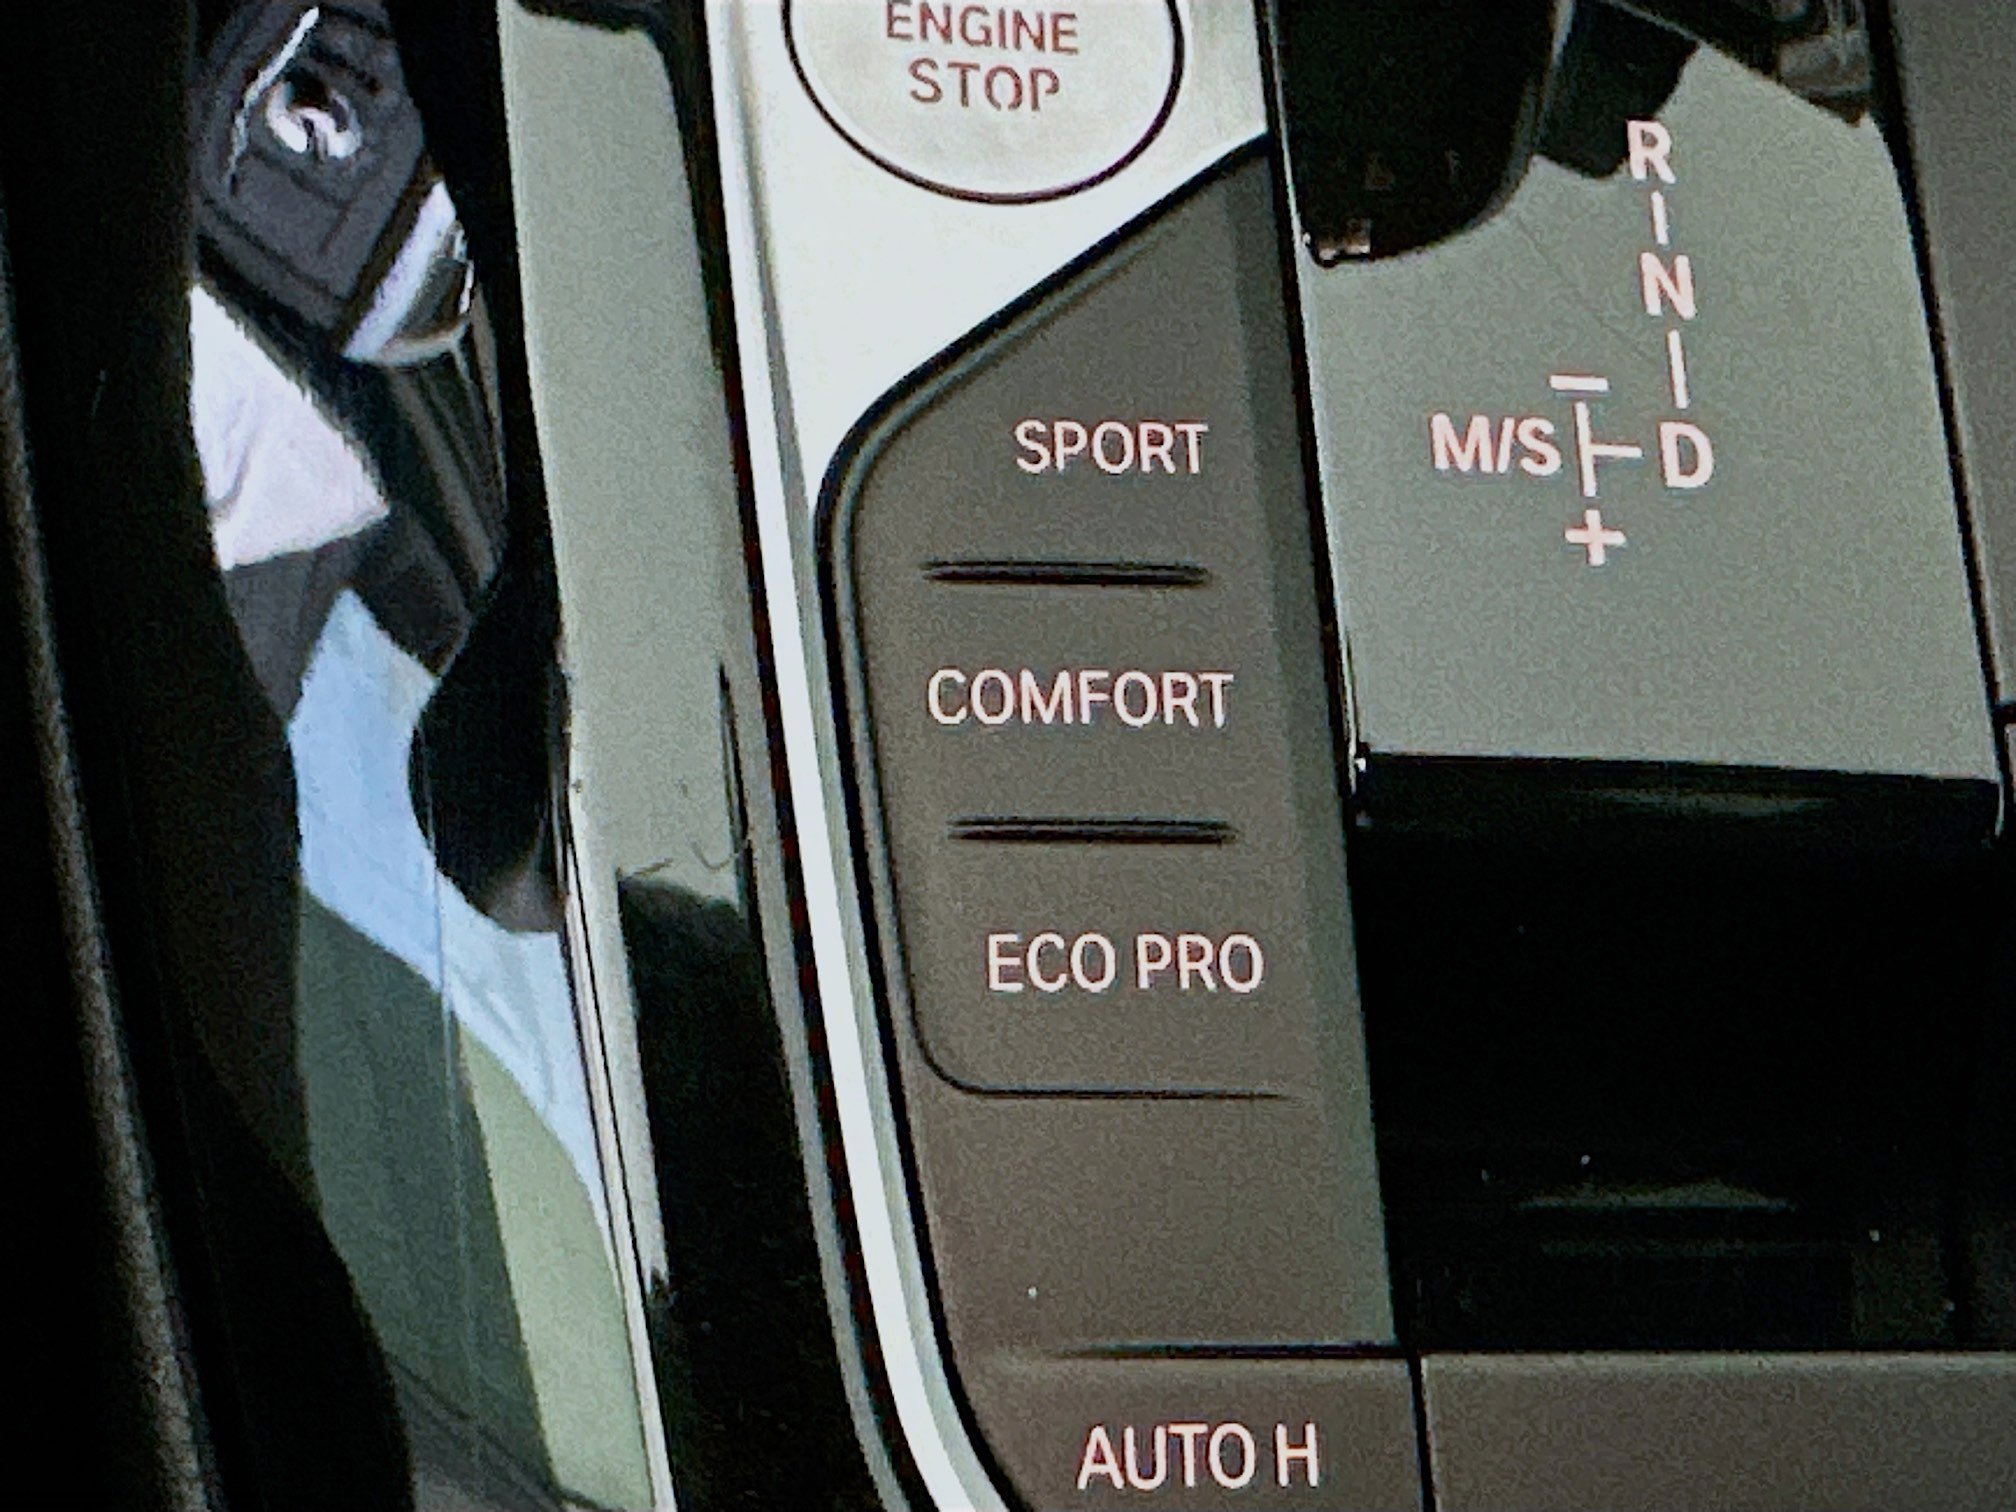 ENGINE
STOP
R
N
M/S
–
+
D
SPORT
COMFORT
ECO PRO
AUTO H